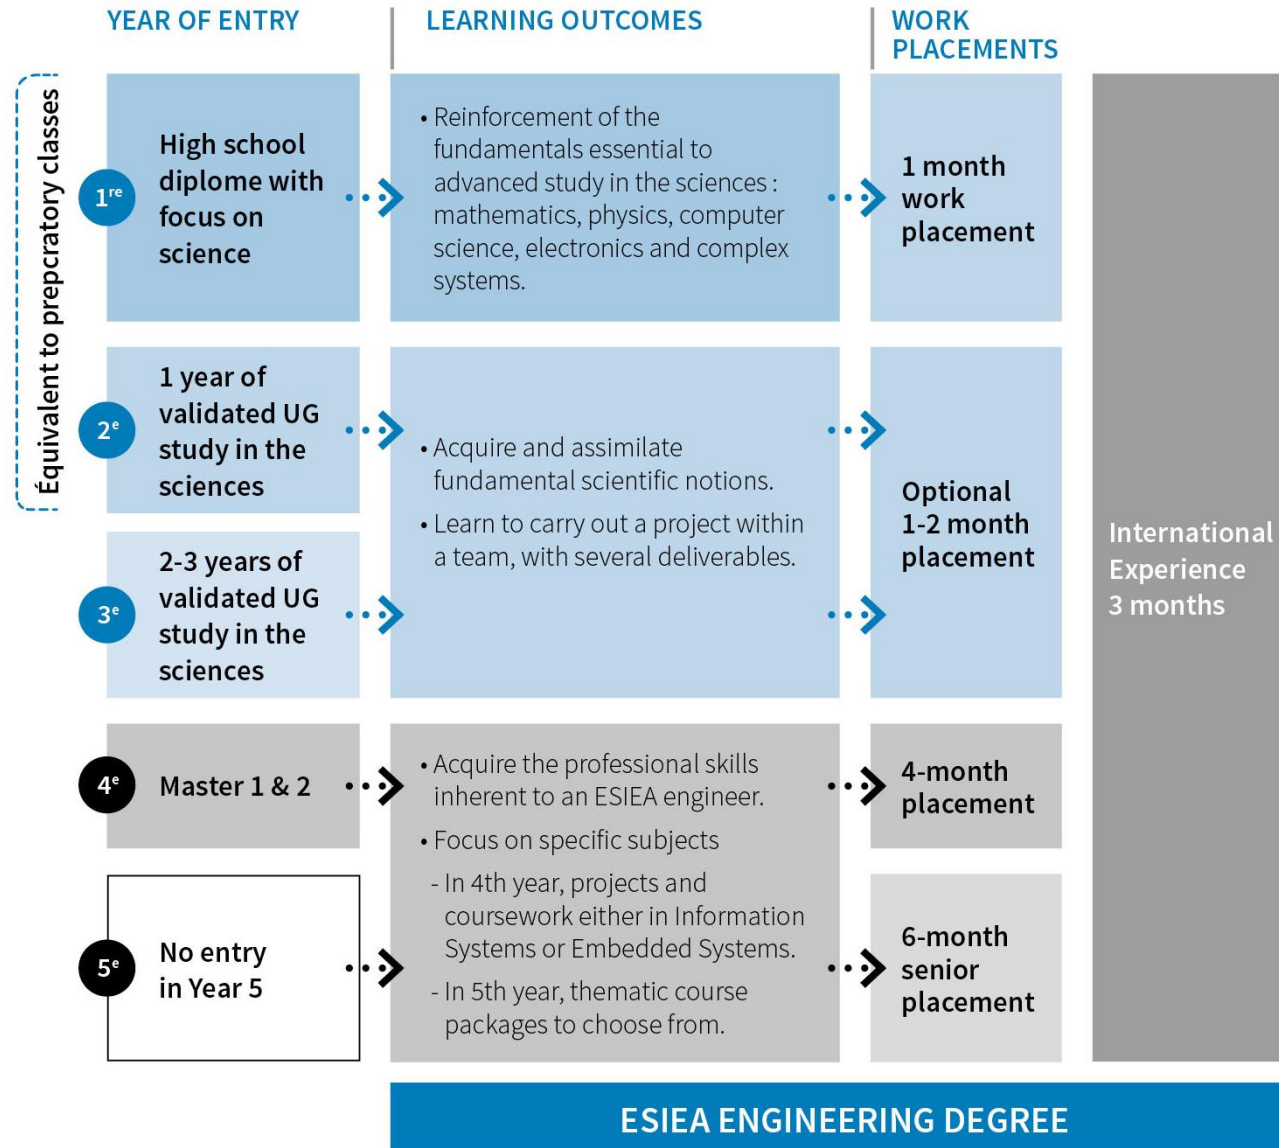 YEAR OF ENTRY
LEARNING OUTCOMES
WORK
PLACEMENTS
Équivalent to prepcratory classes
1re
High school
diplome with
focus on
science
• Reinforcement of the
fundamentals essential to
advanced study in the sciences :
mathematics, physics, computer
science, electronics and complex
systems.
1 month
work
placement
2e
1 year of
validated UG
study in the
sciences
3e
2-3 years of
validated UG
study in the
sciences
• Acquire and assimilate
fundamental scientific notions.
• Learn to carry out a project within
a team, with several deliverables.
Optional
1-2 month
placement
4e
Master 1 & 2
5e
No entry
in Year 5
• Acquire the professional skills
inherent to an ESIEA engineer.
• Focus on specific subjects
- In 4th year, projects and
coursework either in Information
Systems or Embedded Systems.
- In 5th year, thematic course
packages to choose from.
4-month
placement
6-month
senior
placement
International
Experience
3 months
ESIEA ENGINEERING DEGREE